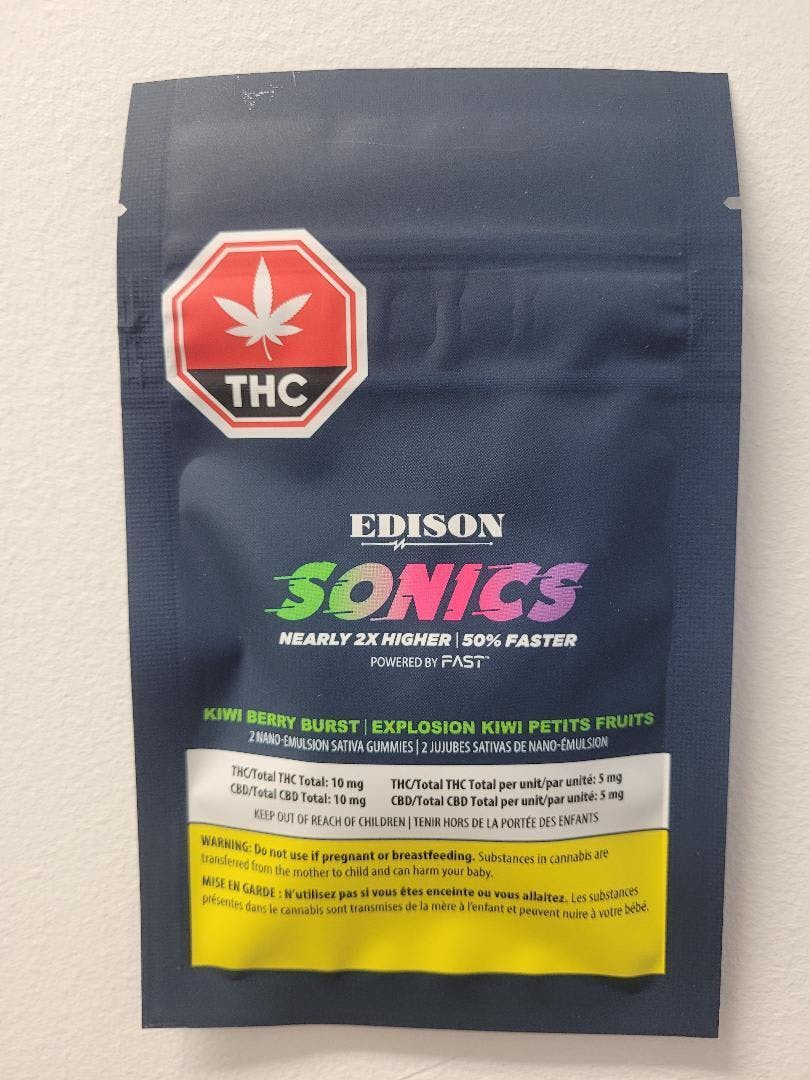 THC
EDISON
SONICS
NEARLY 2X HIGHER | 50% FASTER
POWERED BY FAST™
KIWI BERRY BURST | EXPLOSION KIWI PETITS FRUITS
2 NANO-EMULSION SATIVA GUMMIES | 2 JUJUBES SATIVAS DE NANO-ÉMULSION
THC/Total THC Total: 10 mg THC/Total THC Total per unit/par unité: 5 mg
CBD/Total CBD Total: 10 mg CBD/Total CBD Total per unit/par unité: 5 mg
KEEP OUT OF REACH OF CHILDREN | TENIR HORS DE LA PORTÉE DES ENFANTS
WARNING: Do not use if pregnant or breastfeeding. Substances in cannabis are
transferred from the mother to child and can harm your baby.
MISE EN GARDE : N'utilisez pas si vous êtes enceinte ou vous allaitez. Les substances
présentes dans le cannabis sont transmises de la mère à l'enfant et peuvent nuire à votre bébé.